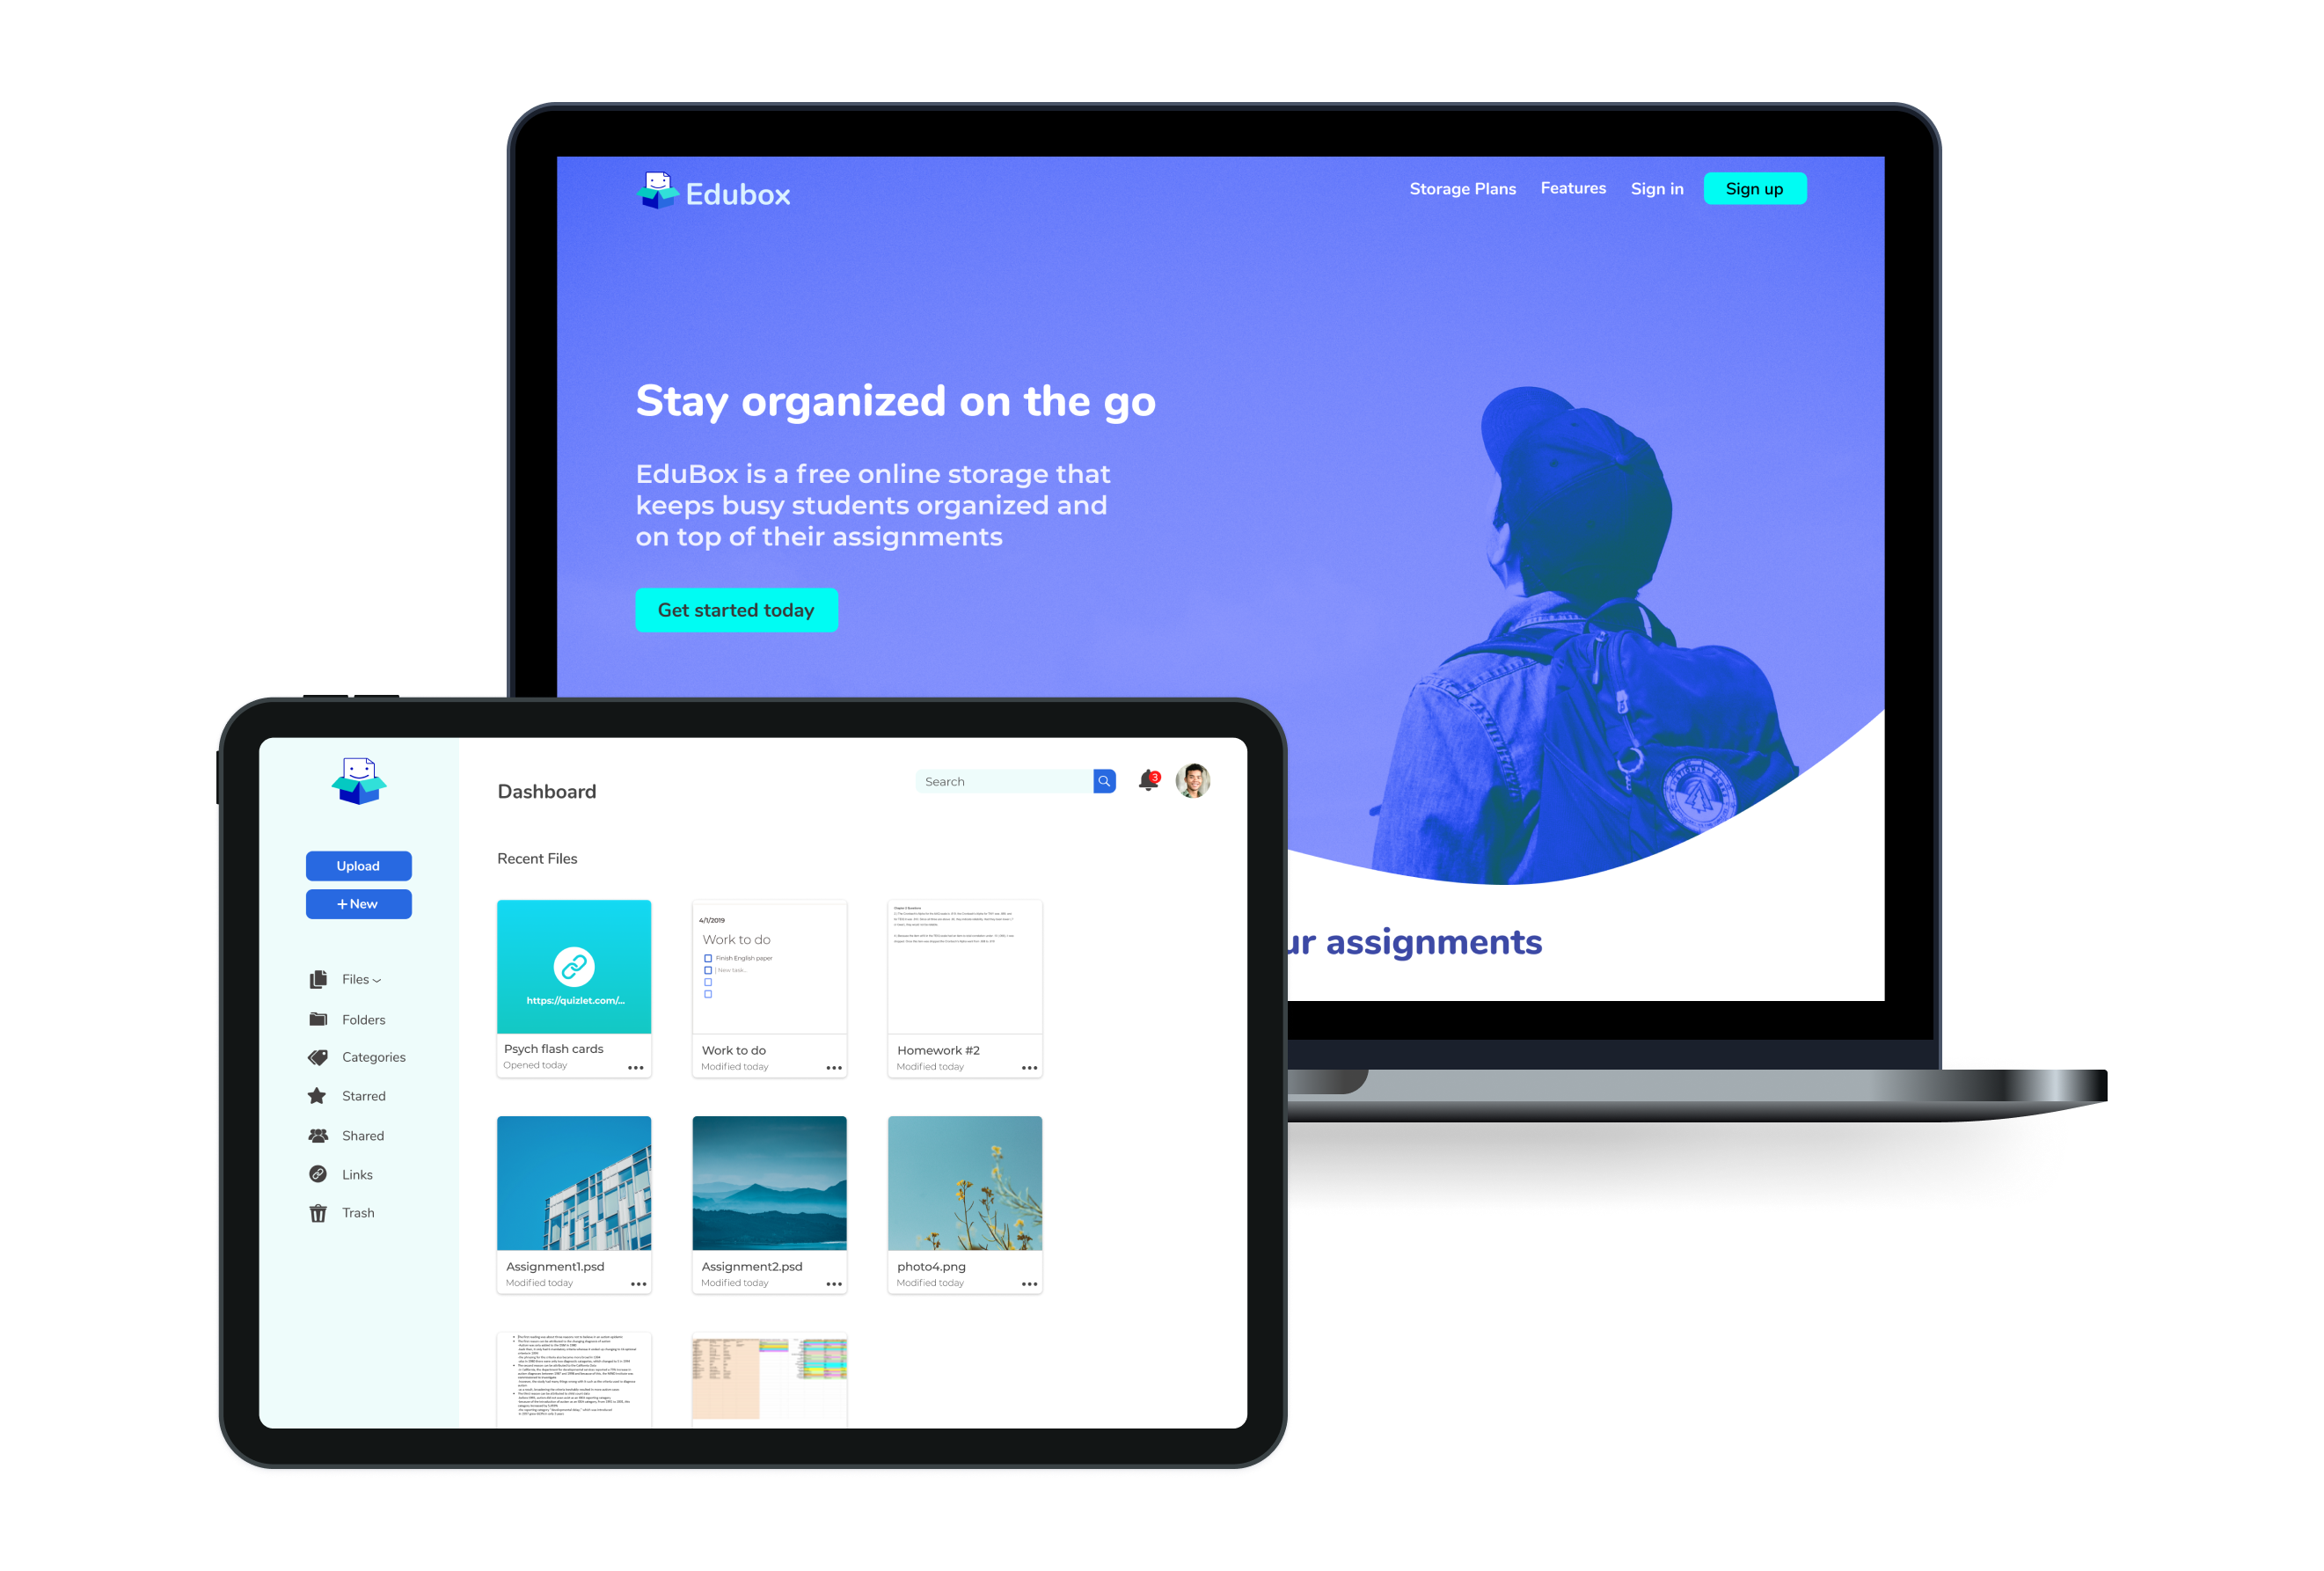 Edubox
Storage Plans
Features
Sign in
Sign up
Stay organized on the go
EduBox is a free online storage that
keeps busy students organized and
on top of their assignments
Get started today
ur assignments
Dashboard
Search
3
Upload
+ New
Files
Folders
Categories
Starred
Shared
Links
Trash
Recent Files
https://quizlet.com/...
Psych flash cards
Opened today
4/1/2019
Work to do
Finish English paper
New task..
Work to do
Modified today
Homework #2
Modified today
Assignment1.psd
Modified today
Assignment2.psd
Modified today
photo4.png
Modified today